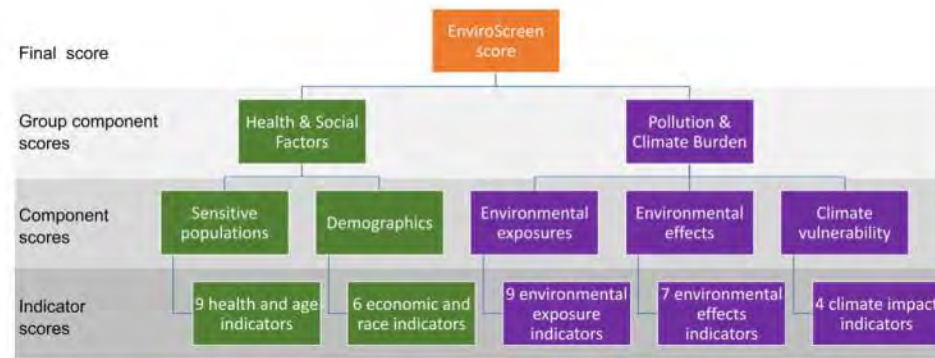 Final score
EnviroScreen
score
Group component
scores
Health & Social
Factors
Pollution &
Climate Burden
Component
scores
Sensitive
populations
Demographics
Environmental
exposures
Environmental
effects
Climate
vulnerability
Indicator
scores
9 health and age
indicators
6 economic and
race indicators
9 environmental
exposure
indicators
7 environmental
effects
indicators
4 climate impact
indicators